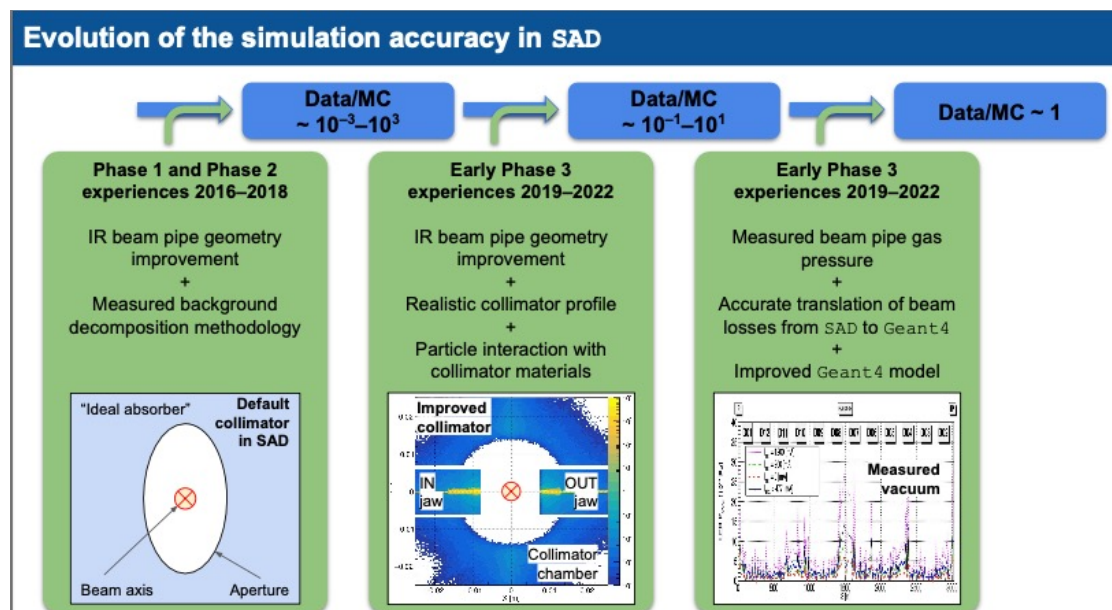 Evolution of the simulation accuracy in SAD
Data/MC
~ 10⁻³–10³
Data/MC
~ 10⁻¹–10¹
Data/MC ~ 1
Phase 1 and Phase 2
experiences 2016–2018
IR beam pipe geometry
improvement
+
Measured background
decomposition methodology
"Ideal absorber"
Default
collimator
in SAD
Beam axis
Aperture
Early Phase 3
experiences 2019–2022
IR beam pipe geometry
improvement
+
Realistic collimator profile
+
Particle interaction with
collimator materials
Improved
collimator
IN
jaw
OUT
jaw
Collimator
chamber
Early Phase 3
experiences 2019–2022
Measured beam pipe gas
pressure
+
Accurate translation of beam
losses from SAD to Geant4
+
Improved Geant4 model
Measured
vacuum